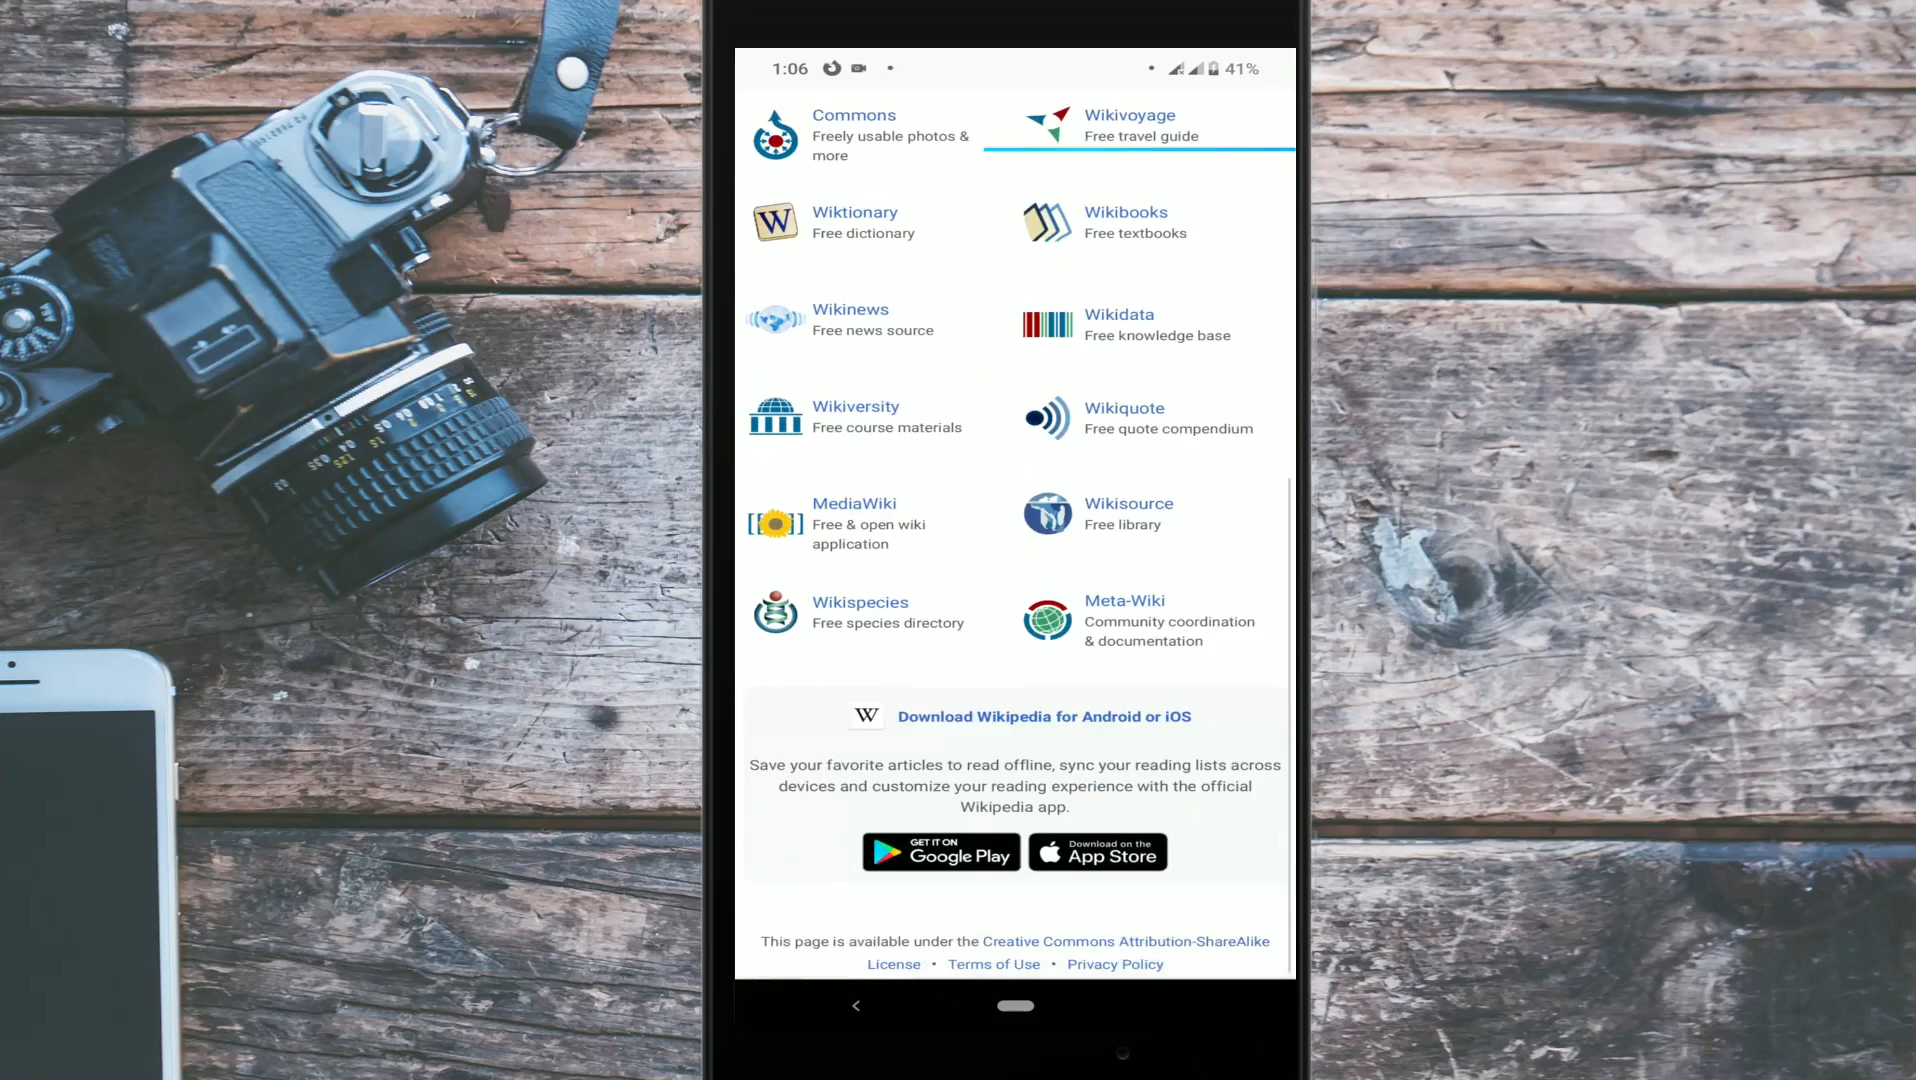 1:06
41%
Commons
Freely usable photos &
more
Wikivoyage
Free travel guide
W
Wiktionary
Free dictionary
Wikibooks
Free textbooks
Wikinews
Free news source
Wikidata
Free knowledge base
Wikiversity
Free course materials
Wikiquote
Free quote compendium
MediaWiki
Free & open wiki
application
Wikisource
Free library
Wikispecies
Free species directory
Meta-Wiki
Community coordination
& documentation
W Download Wikipedia for Android or iOS
Save your favorite articles to read offline, sync your reading lists across
devices and customize your reading experience with the official
Wikipedia app.
GET IT ON
Google Play
Download on the
App Store
This page is available under the Creative Commons Attribution-ShareAlike
License • Terms of Use • Privacy Policy